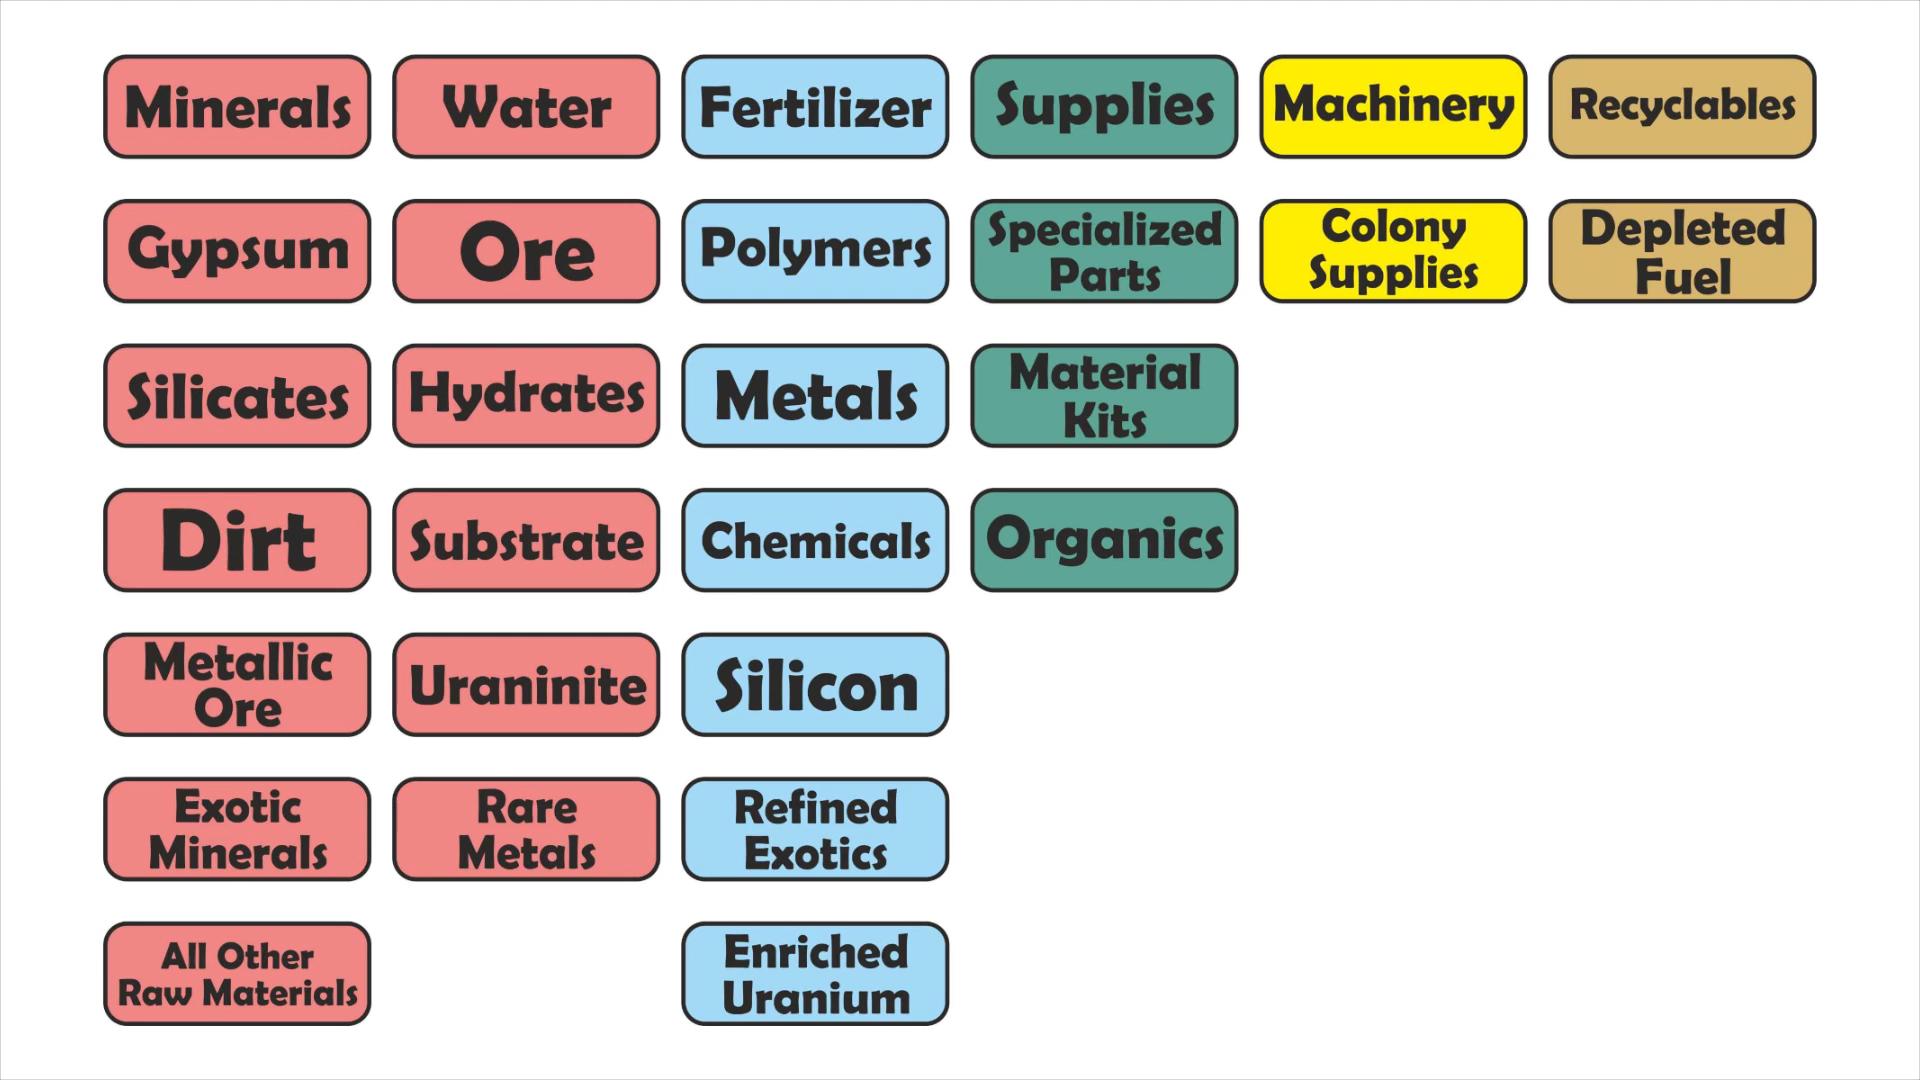 Minerals
Water
Fertilizer
Supplies
Machinery
Recyclables
Gypsum
Ore
Polymers
Specialized
Parts
Colony
Supplies
Depleted
Fuel
Silicates
Hydrates
Metals
Material
Kits
Dirt
Substrate
Chemicals
Organics
Metallic
Ore
Uraninite
Silicon
Exotic
Minerals
Rare
Metals
Refined
Exotics
All Other
Raw Materials
Enriched
Uranium